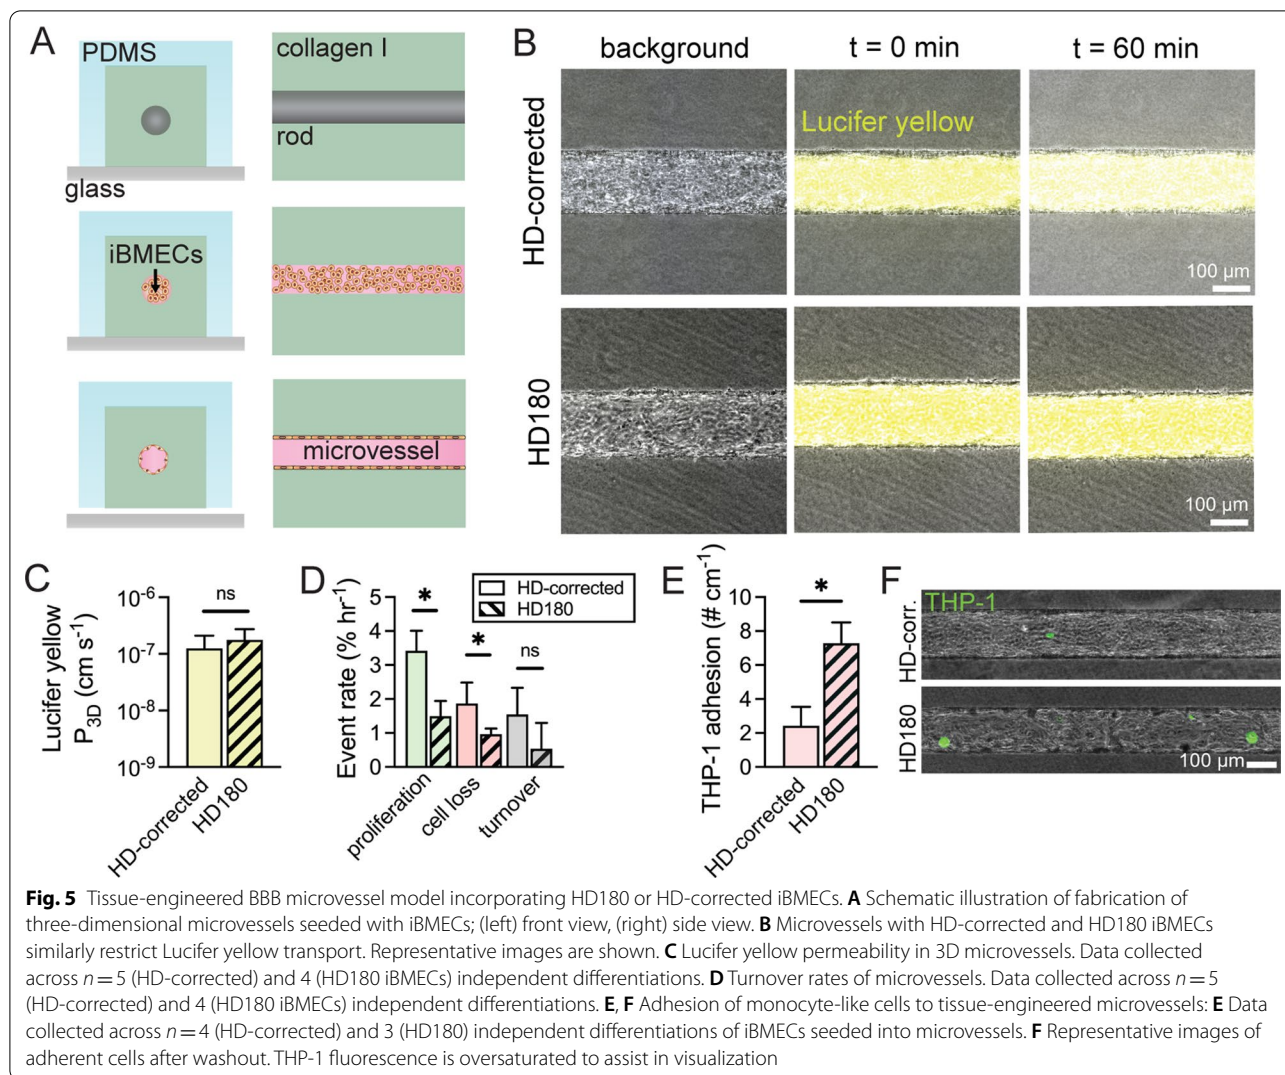 A
PDMS
glass
collagen I
rod
iBMECs
microvessel
B
background
t = 0 min
t = 60 min
HD-corrected
Lucifer yellow
100 µm
HD180
100 µm
C
Lucifer yellow
P3D (cm s-1)
10-6
10-7
10-8
10-9
ns
HD-corrected
HD180
D
HD-corrected
HD180
Event rate (% hr-1)
5
4
3
2
1
0
*
*
ns
proliferation
cell loss
turnover
E
THP-1 adhesion (# cm-1)
10
8
6
4
2
0
*
HD-corrected
HD180
F
THP-1
HD-corr.
HD180
100 µm
Fig. 5 Tissue-engineered BBB microvessel model incorporating HD180 or HD-corrected iBMECs. A Schematic illustration of fabrication of
three-dimensional microvessels seeded with iBMECs; (left) front view, (right) side view. B Microvessels with HD-corrected and HD180 iBMECs
similarly restrict Lucifer yellow transport. Representative images are shown. C Lucifer yellow permeability in 3D microvessels. Data collected
across n = 5 (HD-corrected) and 4 (HD180 iBMECs) independent differentiations. D Turnover rates of microvessels. Data collected across n = 5
(HD-corrected) and 4 (HD180 iBMECs) independent differentiations. E, F Adhesion of monocyte-like cells to tissue-engineered microvessels: E Data
collected across n = 4 (HD-corrected) and 3 (HD180) independent differentiations of iBMECs seeded into microvessels. F Representative images of
adherent cells after washout. THP-1 fluorescence is oversaturated to assist in visualization